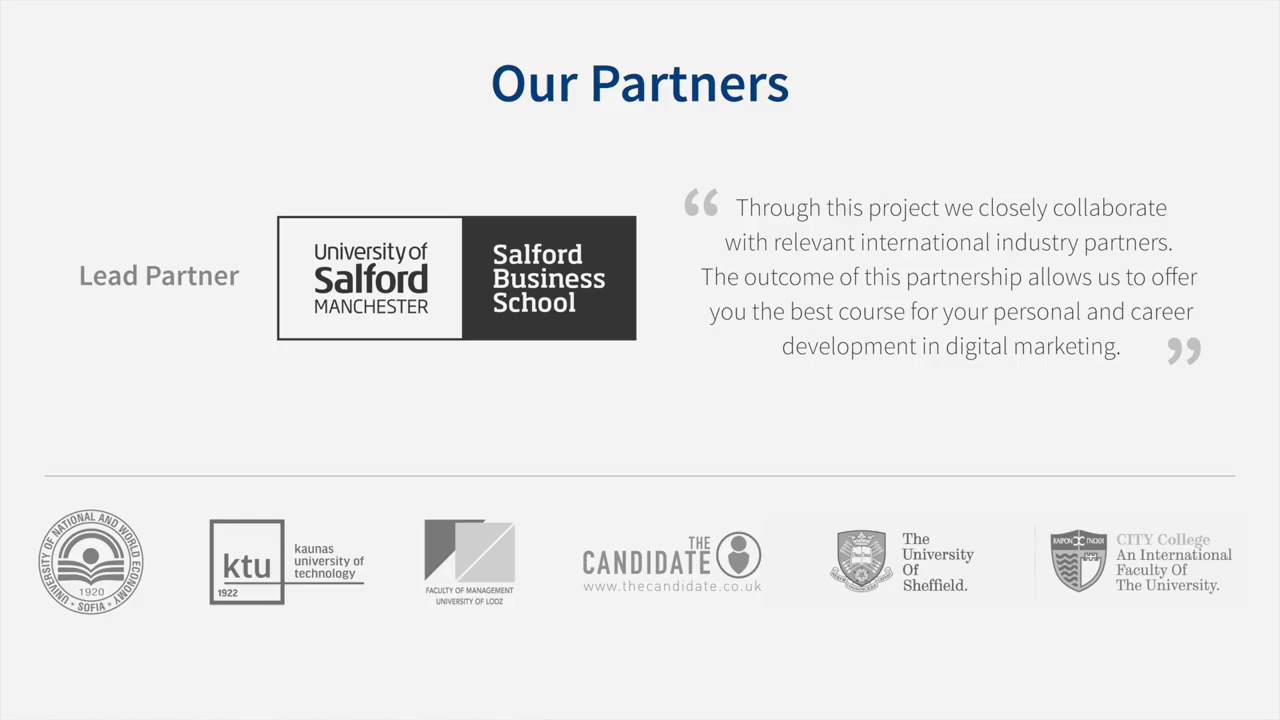 Our Partners
Lead Partner
University of
Salford
MANCHESTER
Salford
Business
School
“ Through this project we closely collaborate
with relevant international industry partners.
The outcome of this partnership allows us to offer
you the best course for your personal and career
development in digital marketing. ”
UNIVERSITY OF NATIONAL AND WORLD ECONOMY
1920
• SOFIA •
ktu
1922
kaunas
university of
technology
FACULTY OF MANAGEMENT
UNIVERSITY OF LODZ
THE
CANDIDATE
www.thecandidate.co.uk
The
University
Of
Sheffield.
CITY College
An International
Faculty Of
The University.